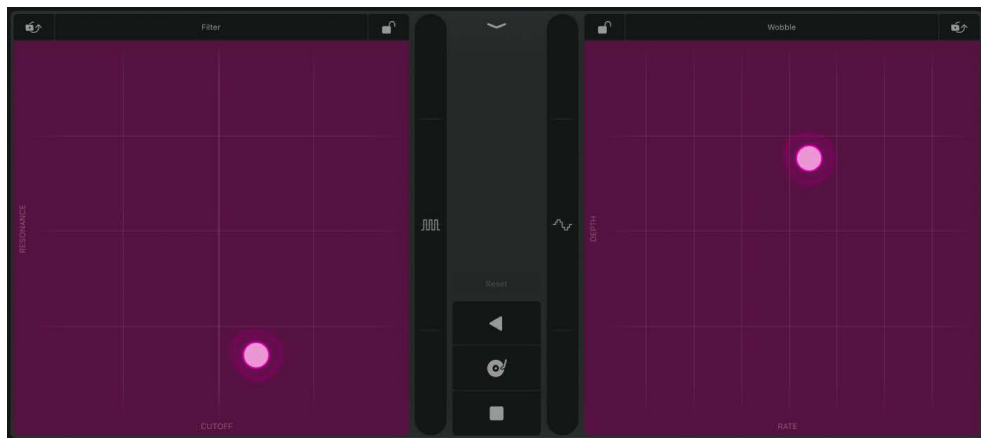 Filter
Wobble
RESONANCE
DEPTH
Reset
CUTOFF
RATE